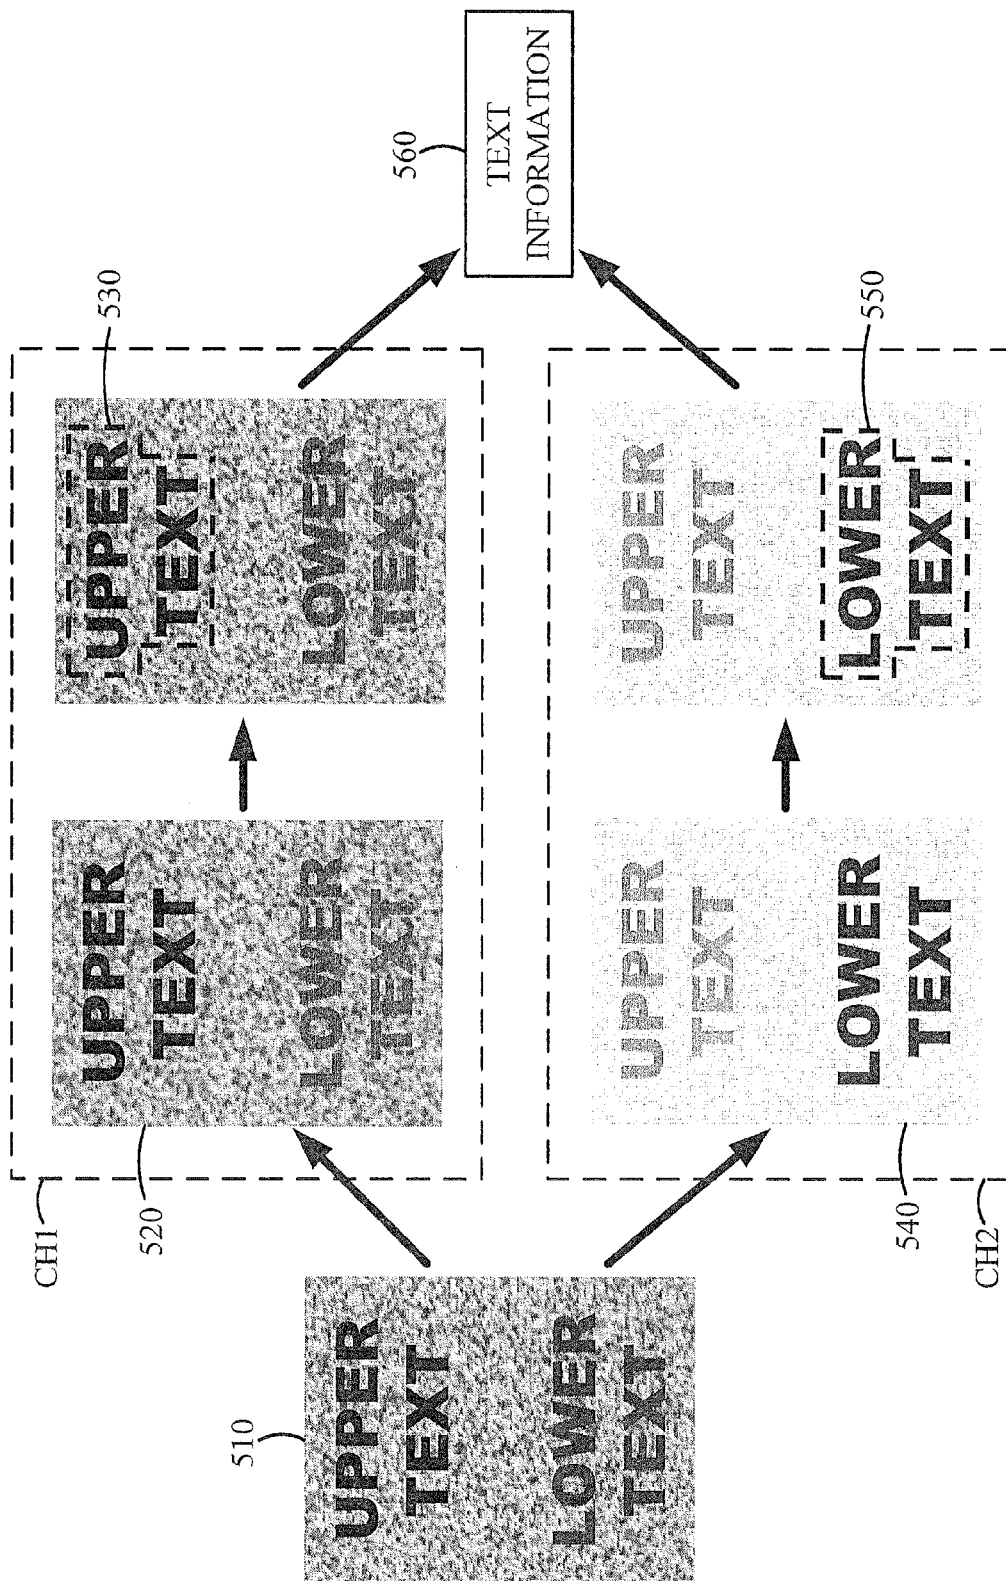 510
UPPER
TEXT
LOWER
TEXT
CH1
520
UPPER
TEXT
LOWER
TEXT
530
UPPER
TEXT
LOWER
TEXT
CH2
540
UPPER
TEXT
LOWER
TEXT
550
UPPER
TEXT
LOWER
TEXT
560
TEXT
INFORMATION